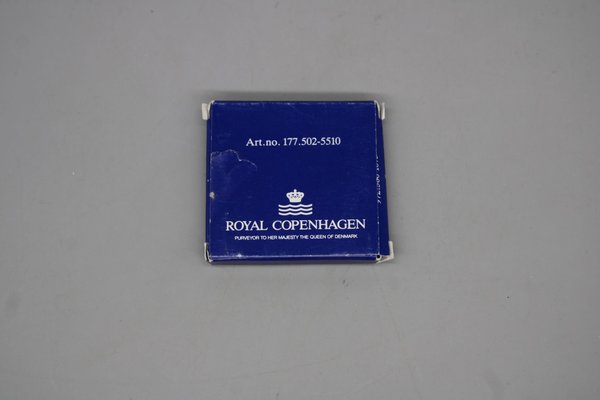 Art.no. 177.502-5510
ROYAL COPENHAGEN
PURVEYOR TO HER MAJESTY THE QUEEN OF DENMARK